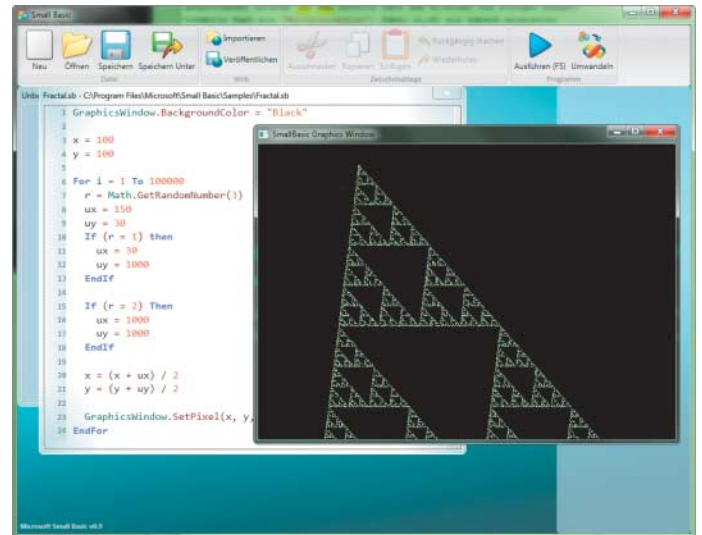 Small Basic
Neu
Öffnen
Speichern
Speichern Unter
Importieren
Veröffentlichen
Ausschneiden
Kopieren
Einfügen
Rückgängig machen
Wiederholen
Ausführen (F5)
Umwandeln
Datei
Web
Zwischenablage
Programm
Fractal.sb - C:\Program Files\Microsoft\Small Basic\Samples\Fractal.sb
1 GraphicsWindow.BackgroundColor = "Black"
2
3 x = 100
4 y = 100
5
6 For i = 1 To 100000
7 r = Math.GetRandomNumber(3)
8 ux = 150
9 uy = 30
10 If (r = 1) then
11 ux = 30
12 uy = 1000
13 EndIf
14
15 If (r = 2) Then
16 ux = 1000
17 uy = 1000
18 EndIf
19
20 x = (x + ux) / 2
21 y = (y + uy) / 2
22
23 GraphicsWindow.SetPixel(x, y,
24 EndFor
SmallBasic Graphics Window
Microsoft Small Basic v0.9